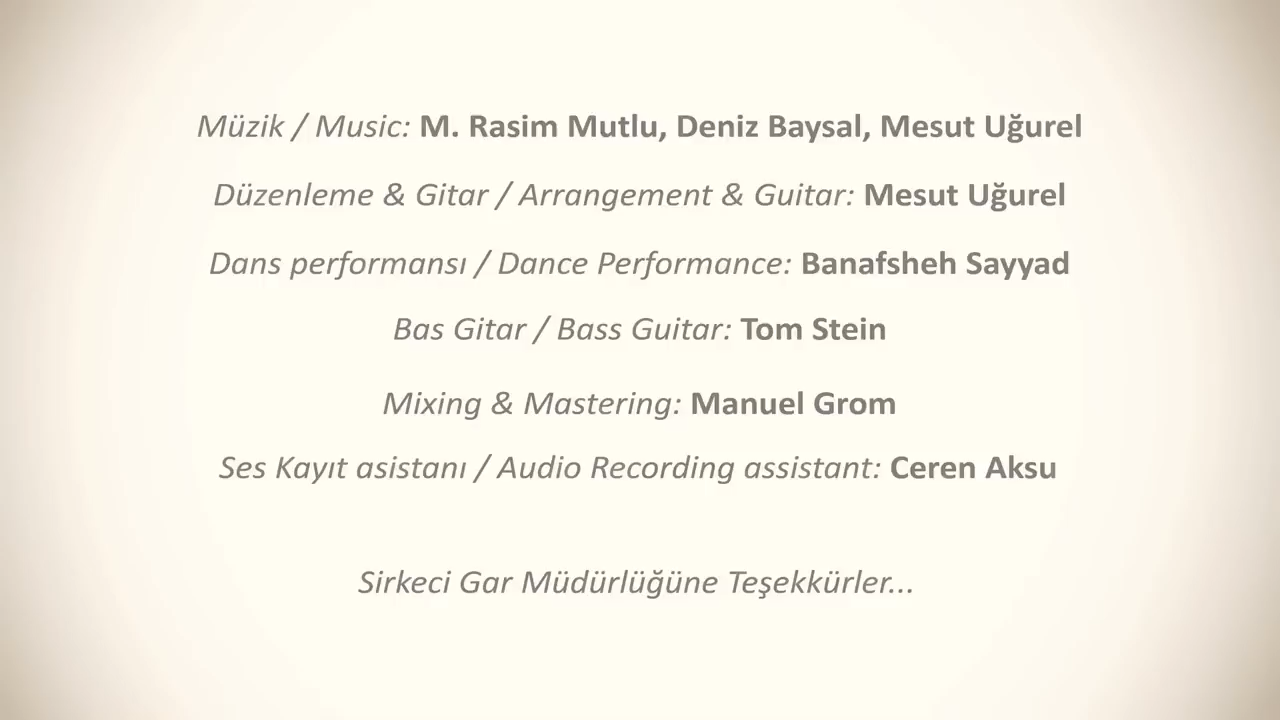 Müzik / Music: M. Rasim Mutlu, Deniz Baysal, Mesut Uğurel
Düzenleme & Gitar / Arrangement & Guitar: Mesut Uğurel
Dans performansı / Dance Performance: Banafsheh Sayyad
Bas Gitar / Bass Guitar: Tom Stein
Mixing & Mastering: Manuel Grom
Ses Kayıt asistanı / Audio Recording assistant: Ceren Aksu
Sirkeci Gar Müdürlüğüne Teşekkürler...